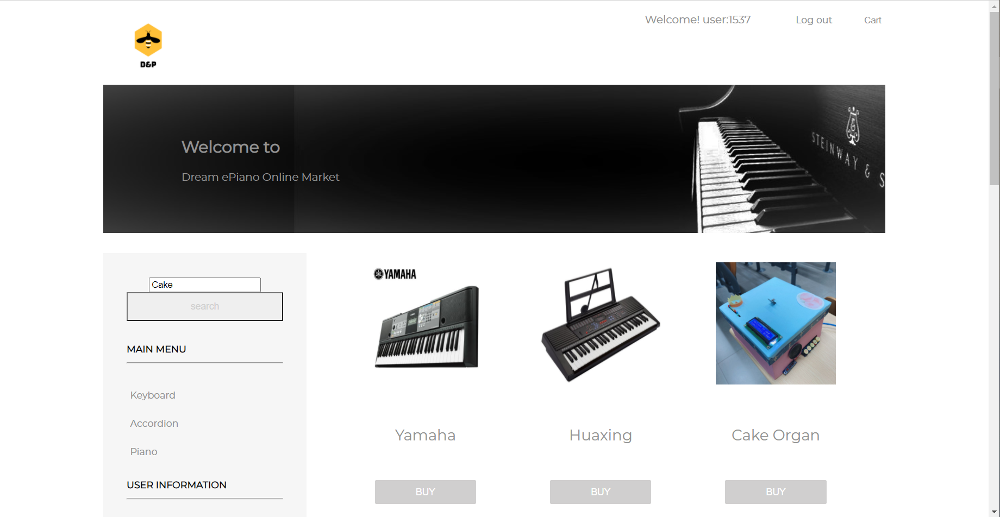 Welcome! user:1537
Log out
Cart
D&P
Welcome to
Dream ePiano Online Market
STEINWAY & S
Cake
search
MAIN MENU
Keyboard
Accordion
Piano
USER INFORMATION
YAMAHA
Yamaha
Huaxing
Cake Organ
BUY
BUY
BUY